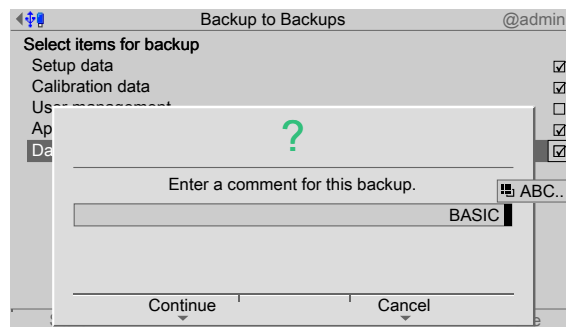 Backup to Backups @admin
Select items for backup
Setup data
Calibration data
Enter a comment for this backup.
ABC..
BASIC
Continue Cancel